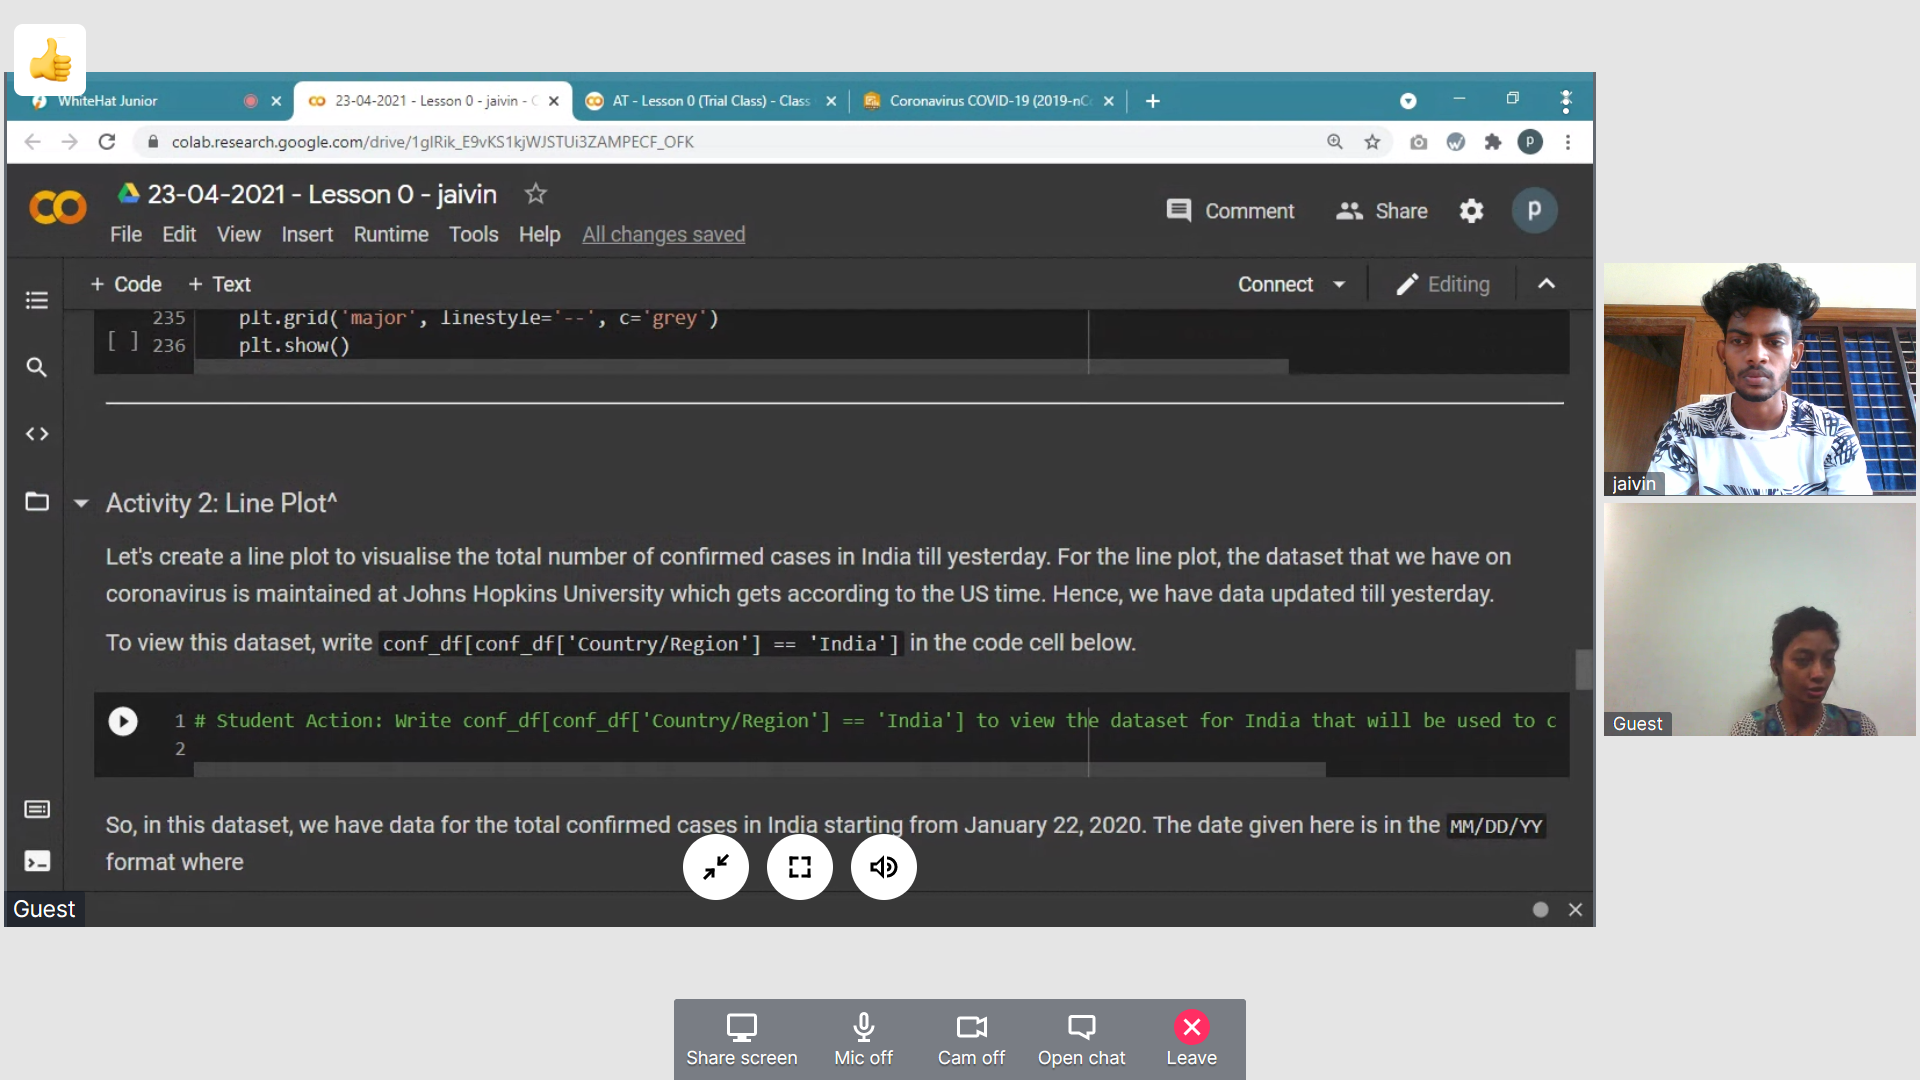 WhiteHat Junior
23-04-2021 - Lesson 0 - jaivin - C
AT - Lesson 0 (Trial Class) - Class
Coronavirus COVID-19 (2019-nCo
colab.research.google.com/drive/1glRik_E9vKS1kjWJSTUi3ZAMPECF_OFK
23-04-2021 - Lesson 0 - jaivin
Comment
Share
P
File Edit View Insert Runtime Tools Help All changes saved
+ Code + Text
Connect
Editing
235 plt.grid('major', linestyle='--', c='grey')
[ ] 236 plt.show()
Activity 2: Line Plot^
Let's create a line plot to visualise the total number of confirmed cases in India till yesterday. For the line plot, the dataset that we have on
coronavirus is maintained at Johns Hopkins University which gets according to the US time. Hence, we have data updated till yesterday.
To view this dataset, write conf_df[conf_df['Country/Region'] == 'India'] in the code cell below.
1 # Student Action: Write conf_df[conf_df['Country/Region'] == 'India'] to view the dataset for India that will be used to c
2
So, in this dataset, we have data for the total confirmed cases in India starting from January 22, 2020. The date given here is in the MM/DD/YY
format where
Guest
jaivin
Guest
Share screen
Mic off
Cam off
Open chat
Leave